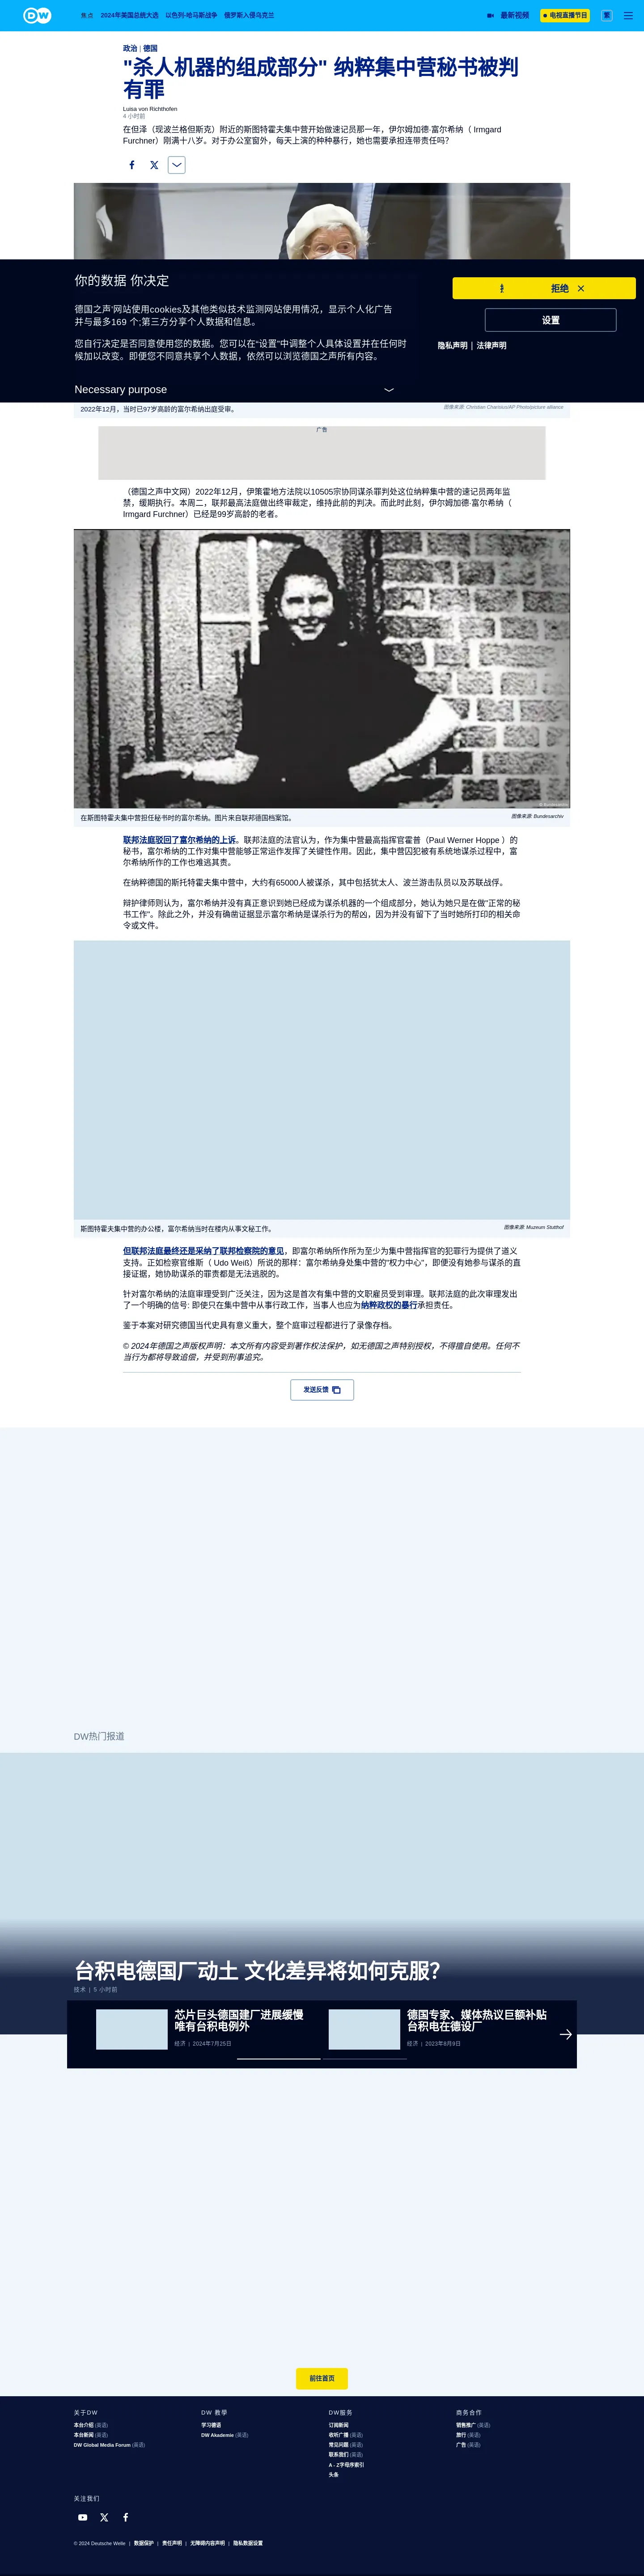 DW
焦点 2024年美国总统大选 以色列-哈马斯战争 俄罗斯入侵乌克兰 最新视频 电视直播节目 繁
政治 | 德国
"杀人机器的组成部分" 纳粹集中营秘书被判
有罪
Luisa von Richthofen
4 小时前
在但泽（现波兰格但斯克）附近的斯图特霍夫集中营开始做速记员那一年，伊尔姆加德·富尔希纳（ Irmgard
Furchner）刚满十八岁。对于办公室窗外，每天上演的种种暴行，她也需要承担连带责任吗？
你的数据 你决定
德国之声'网站使用cookies及其他类似技术监测网站使用情况，显示个人化广告
并与最多169 个;第三方分享个人数据和信息。
您自行决定是否同意使用您的数据。您可以在"设置"中调整个人具体设置并在任何时
候加以改变。即便您不同意共享个人数据，依然可以浏览德国之声所有内容。
Necessary purpose
拒绝
设置
隐私声明 | 法律声明
2022年12月，当时已97岁高龄的富尔希纳出庭受审。
图像来源: Christian Charisius/AP Photo/picture alliance
广告
（德国之声中文网）2022年12月，伊策霍地方法院以10505宗协同谋杀罪判处这位纳粹集中营的速记员两年监
禁，缓期执行。本周二，联邦最高法庭做出终审裁定，维持此前的判决。而此时此刻，伊尔姆加德·富尔希纳（
Irmgard Furchner）已经是99岁高龄的老者。
在斯图特霍夫集中营担任秘书时的富尔希纳。图片来自联邦德国档案馆。
图像来源: Bundesarchiv
联邦法庭驳回了富尔希纳的上诉。联邦法庭的法官认为，作为集中营最高指挥官霍普（Paul Werner Hoppe ）的
秘书，富尔希纳的工作对集中营能够正常运作发挥了关键性作用。因此，集中营囚犯被有系统地谋杀过程中，富
尔希纳所作的工作也难逃其责。
在纳粹德国的斯托特霍夫集中营中，大约有65000人被谋杀，其中包括犹太人、波兰游击队员以及苏联战俘。
辩护律师则认为，富尔希纳并没有真正意识到她已经成为谋杀机器的一个组成部分，她认为她只是在做"正常的秘
书工作"。除此之外，并没有确凿证据显示富尔希纳是谋杀行为的帮凶，因为并没有留下了当时她所打印的相关命
令或文件。
斯图特霍夫集中营的办公楼，富尔希纳当时在楼内从事文秘工作。
图像来源: Muzeum Stutthof
但联邦法庭最终还是采纳了联邦检察院的意见，即富尔希纳所作所为至少为集中营指挥官的犯罪行为提供了道义
支持。正如检察官维斯（ Udo Weiß）所说的那样：富尔希纳身处集中营的"权力中心"，即便没有她参与谋杀的直
接证据，她协助谋杀的罪责都是无法逃脱的。
针对富尔希纳的法庭审理受到广泛关注，因为这是首次有集中营的文职雇员受到审理。联邦法庭的此次审理发出
了一个明确的信号: 即使只在集中营中从事行政工作，当事人也应为纳粹政权的暴行承担责任。
鉴于本案对研究德国当代史具有意义重大，整个庭审过程都进行了录像存档。
© 2024年德国之声版权声明：本文所有内容受到著作权法保护，如无德国之声特别授权，不得擅自使用。任何不
当行为都将导致追偿，并受到刑事追究。
发送反馈
DW热门报道
台积电德国厂动土 文化差异将如何克服？
技术 | 5 小时前
芯片巨头德国建厂进展缓慢
唯有台积电例外
经济 | 2024年7月25日
德国专家、媒体热议巨额补贴
台积电在德设厂
经济 | 2023年8月9日
前往首页
关于DW
本台介绍 (英语)
本台新闻 (英语)
DW Global Media Forum (英语)
DW 教學
学习德语
DW Akademie (英语)
DW服务
订阅新闻
收听广播 (英语)
常见问题 (英语)
联系我们 (英语)
A - Z字母序索引
头条
商务合作
销售推广 (英语)
旅行 (英语)
广告 (英语)
关注我们
© 2024 Deutsche Welle | 数据保护 | 责任声明 | 无障碍内容声明 | 隐私数据设置